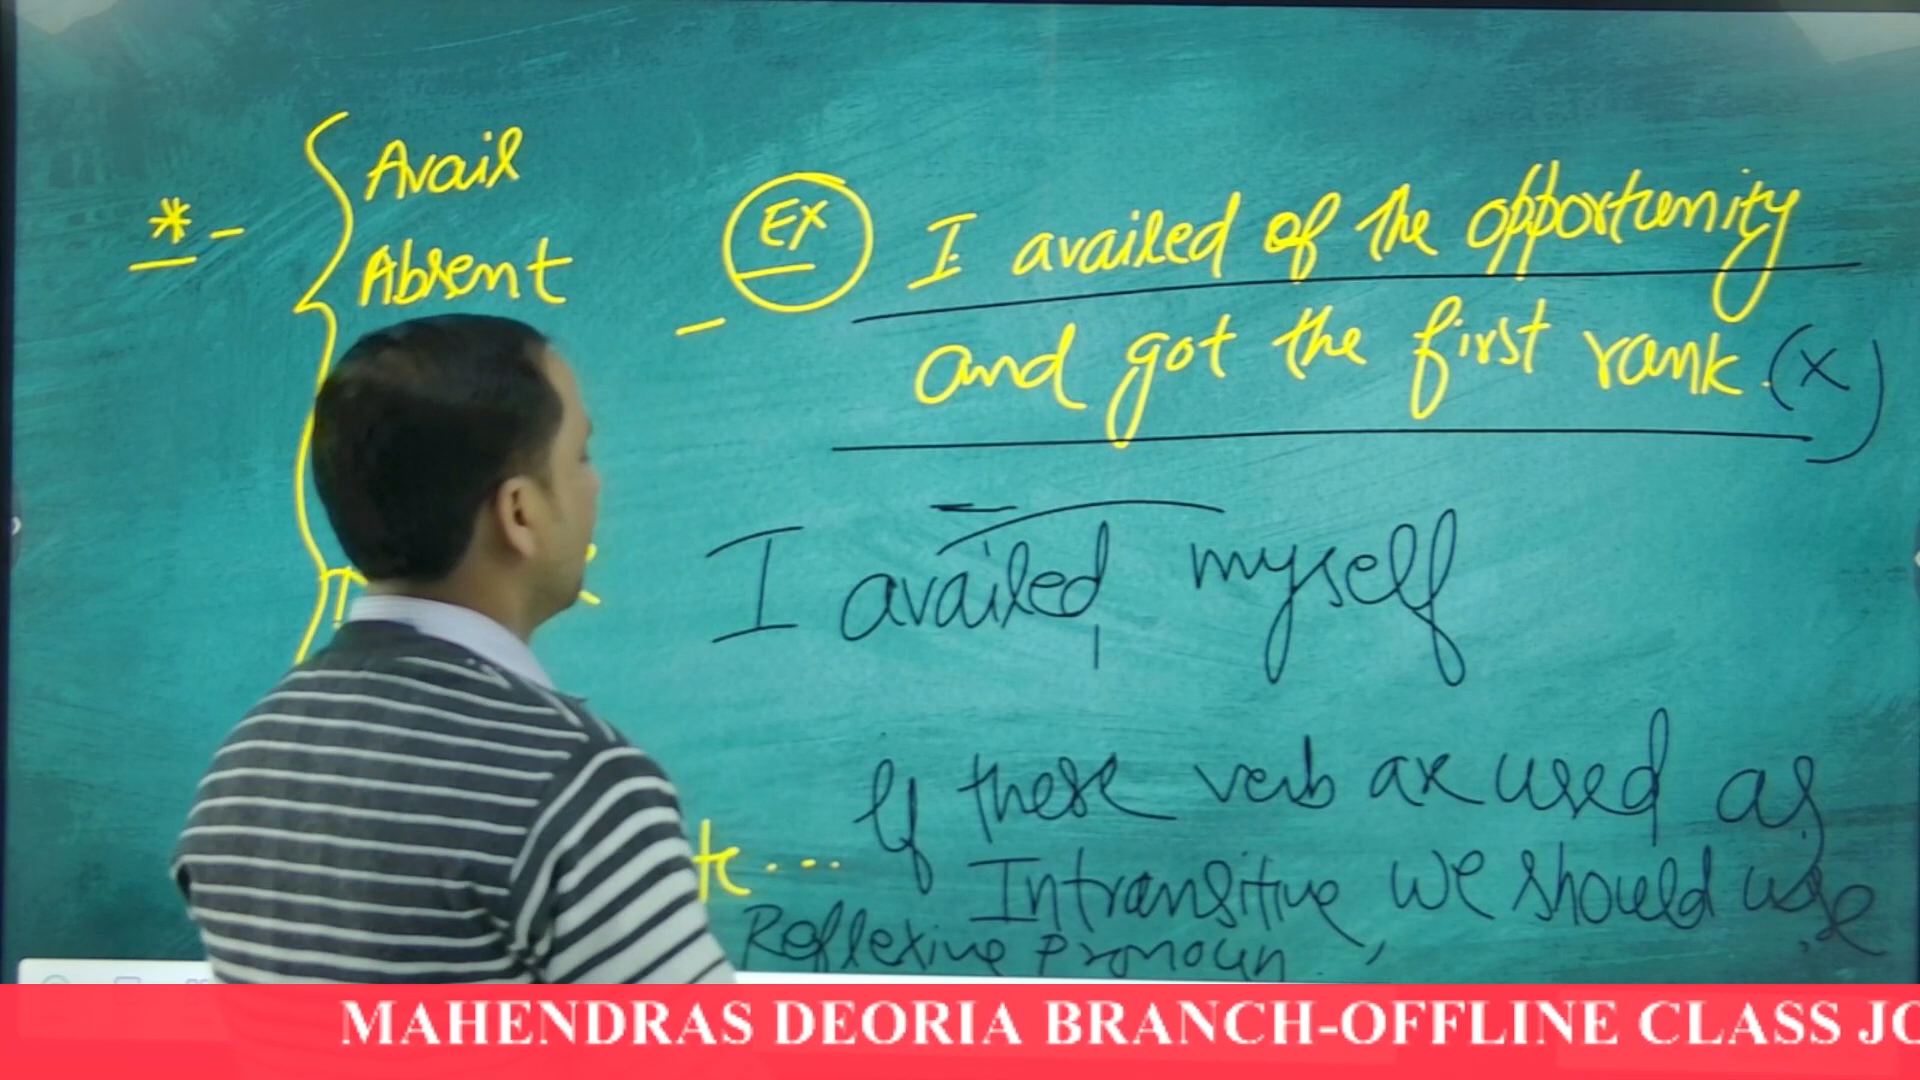 * -
Avail
Absent
EX
I availed of the opportunity
and got the first rank. (X)
I availed myself
If these verb are used as
Intransitive, we should use
Reflexive pronoun.
MAHENDRAS DEORIA BRANCH-OFFLINE CLASS JO